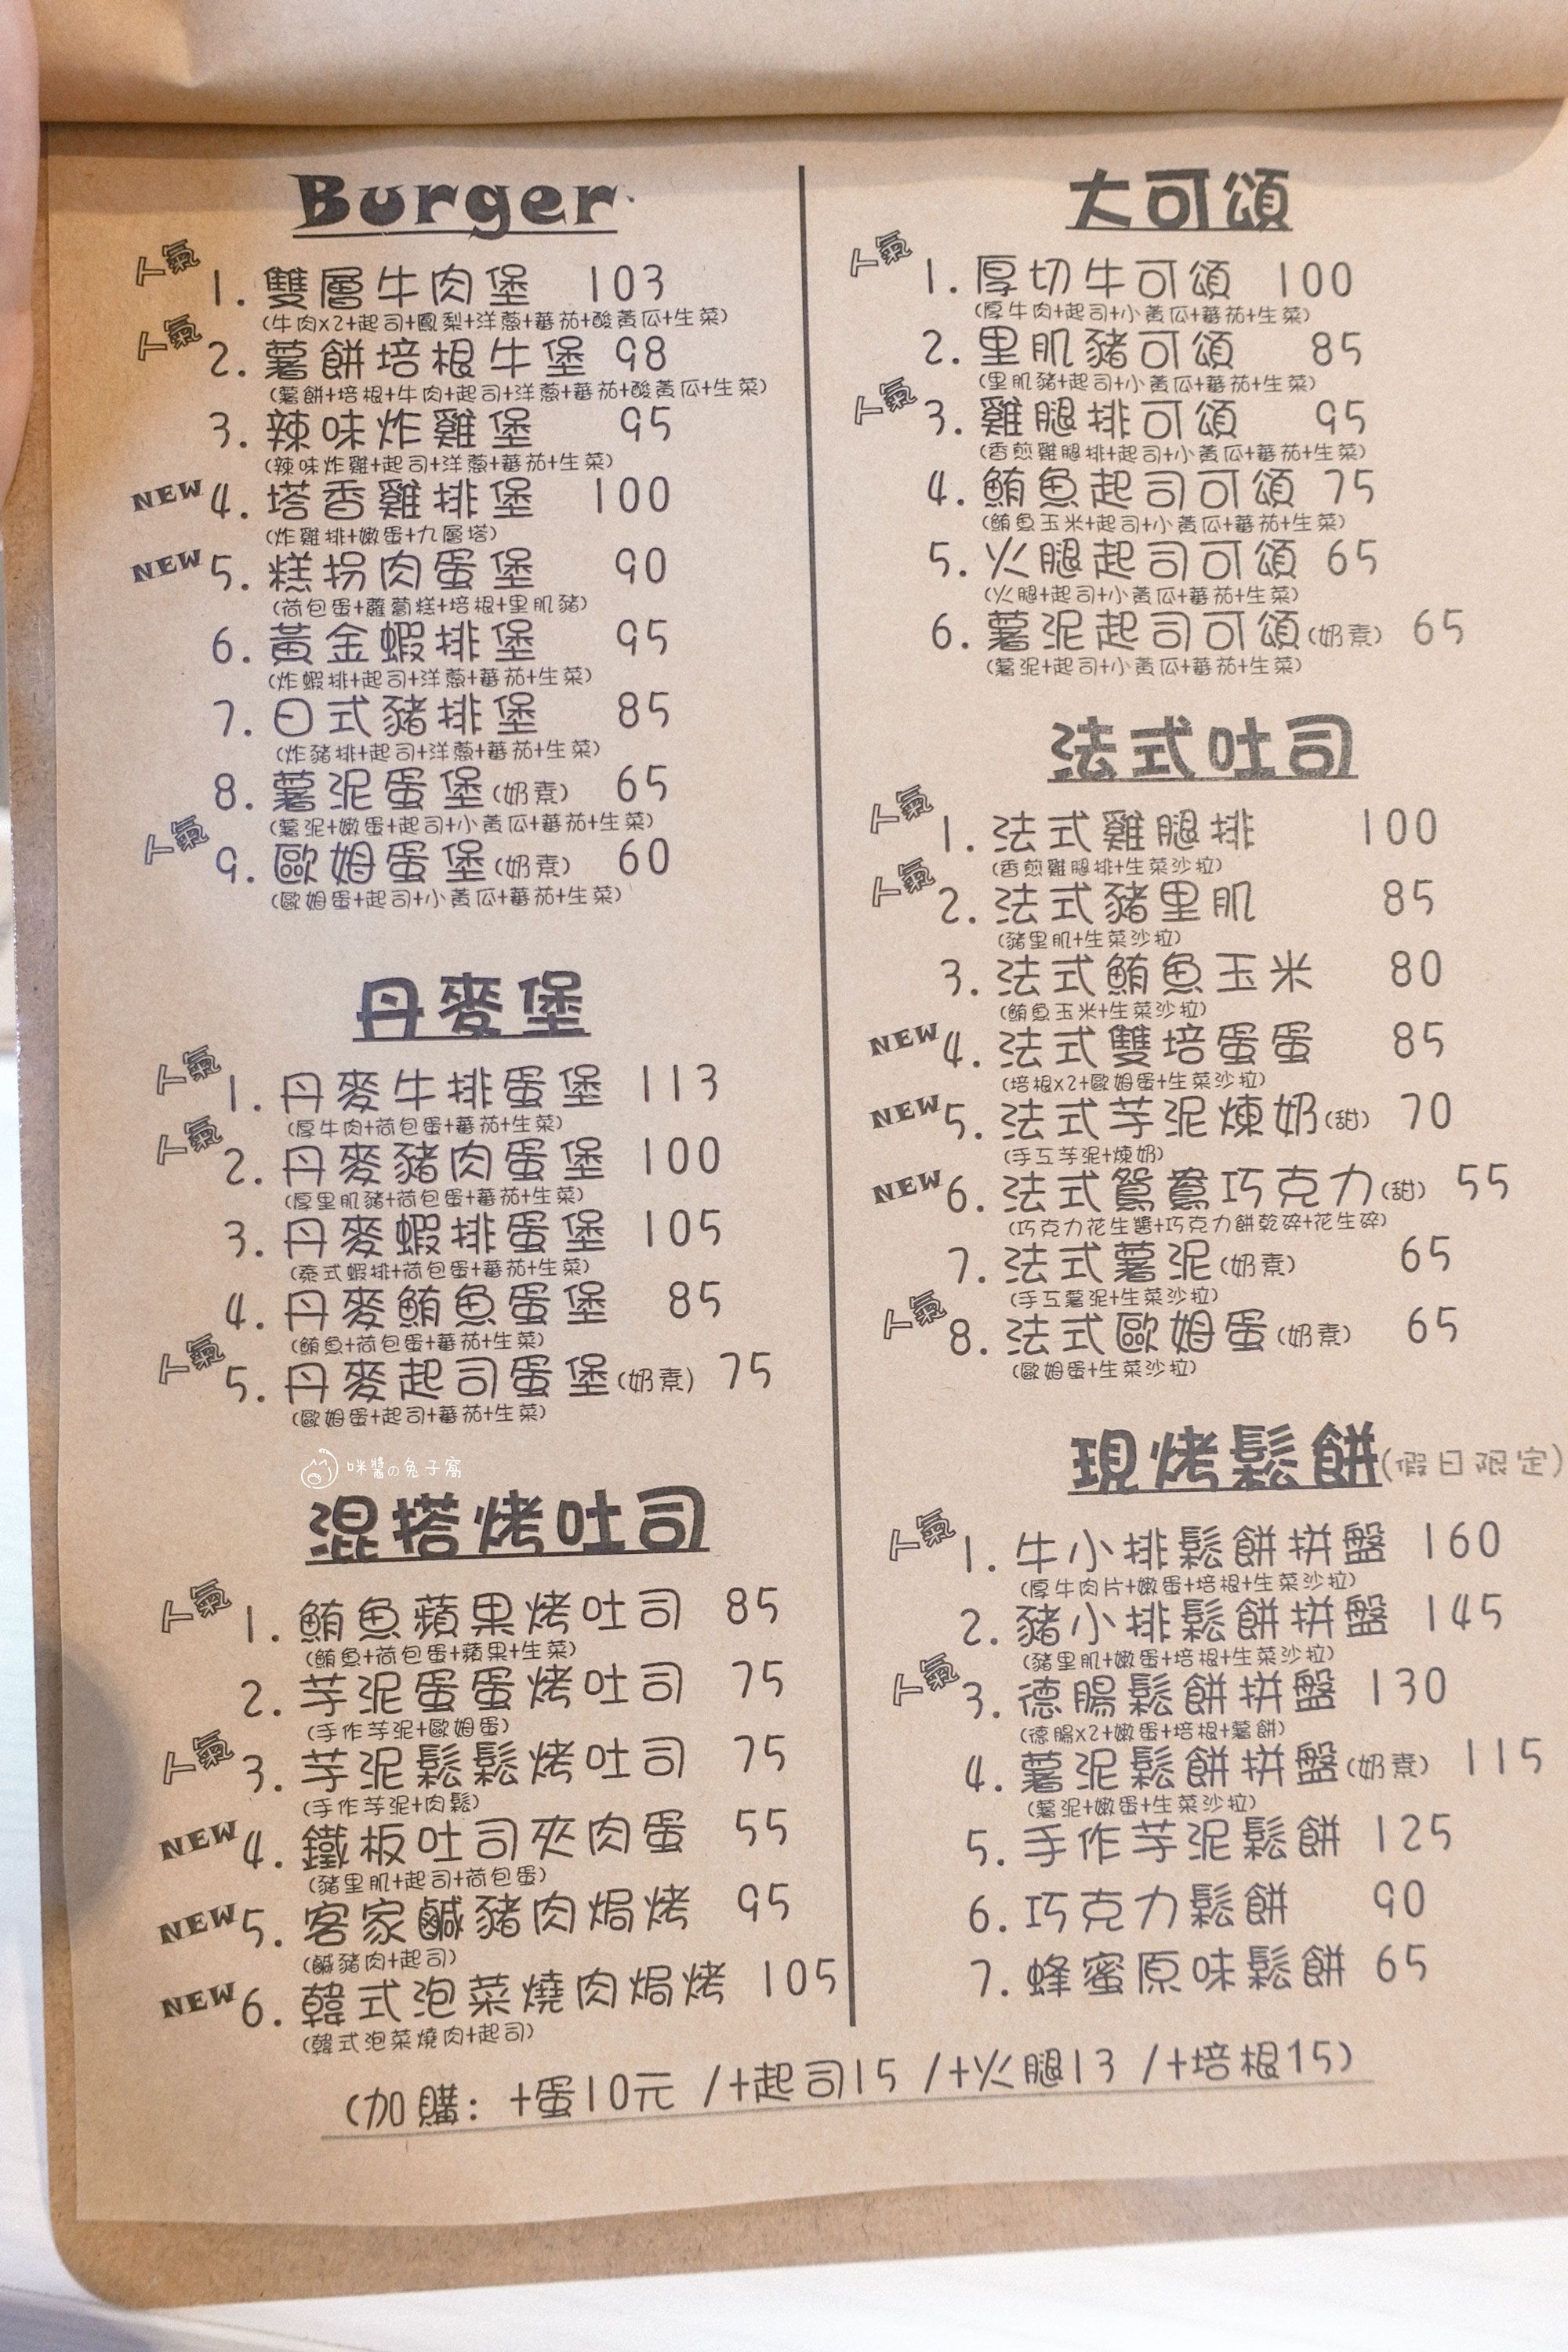 Burger
人氣 1. 雙層牛肉堡 103
(牛肉X2+起司+鳳梨+洋蔥+蕃茄+酸黃瓜+生菜)
人氣 2. 薯餅培根牛堡 98
(薯餅+培根+牛肉+起司+洋蔥+蕃茄+酸黃瓜+生菜)
3. 辣味炸雞堡 95
(辣味炸雞+起司+洋蔥+蕃茄+生菜)
NEW 4. 塔香雞排堡 100
(炸雞排+嫩蛋+九層塔)
NEW 5. 糕拐肉蛋堡 90
(荷包蛋+蘿蔔糕+培根+里肌豬)
6. 黃金蝦排堡 95
(炸蝦排+起司+洋蔥+蕃茄+生菜)
7. 日式豬排堡 85
(炸豬排+起司+洋蔥+蕃茄+生菜)
8. 薯泥蛋堡(奶素) 65
(薯泥+嫩蛋+起司+小黃瓜+蕃茄+生菜)
人氣 9. 歐姆蛋堡(奶素) 60
(歐姆蛋+起司+小黃瓜+蕃茄+生菜)
丹麥堡
人氣 1. 丹麥牛排蛋堡 113
(厚牛肉+荷包蛋+蕃茄+生菜)
人氣 2. 丹麥豬肉蛋堡 100
(厚里肌豬+荷包蛋+蕃茄+生菜)
3. 丹麥蝦排蛋堡 105
(泰式蝦排+荷包蛋+蕃茄+生菜)
4. 丹麥鮪魚蛋堡 85
(鮪魚+荷包蛋+蕃茄+生菜)
人氣 5. 丹麥起司蛋堡(奶素) 75
(歐姆蛋+起司+蕃茄+生菜)
咪醬の兔子窩
混搭烤吐司
人氣 1. 鮪魚蘋果烤吐司 85
(鮪魚+荷包蛋+蘋果+生菜)
2. 芋泥蛋蛋烤吐司 75
(手作芋泥+歐姆蛋)
人氣 3. 芋泥鬆鬆烤吐司 75
(手作芋泥+肉鬆)
NEW 4. 鐵板吐司夾肉蛋 55
(豬里肌+起司+荷包蛋)
NEW 5. 客家鹹豬肉焗烤 95
(鹹豬肉+起司)
NEW 6. 韓式泡菜燒肉焗烤 105
(韓式泡菜燒肉+起司)
大可頌
人氣 1. 厚切牛可頌 100
(厚牛肉+起司+小黃瓜+蕃茄+生菜)
2. 里肌豬可頌 85
(里肌豬+起司+小黃瓜+蕃茄+生菜)
人氣 3. 雞腿排可頌 95
(香煎雞腿排+起司+小黃瓜+蕃茄+生菜)
4. 鮪魚起司可頌 75
(鮪魚玉米+起司+小黃瓜+蕃茄+生菜)
5. 火腿起司可頌 65
(火腿+起司+小黃瓜+蕃茄+生菜)
6. 薯泥起司可頌(奶素) 65
(薯泥+起司+小黃瓜+蕃茄+生菜)
法式吐司
人氣 1. 法式雞腿排 100
(香煎雞腿排+生菜沙拉)
人氣 2. 法式豬里肌 85
(豬里肌+生菜沙拉)
3. 法式鮪魚玉米 80
(鮪魚玉米+生菜沙拉)
NEW 4. 法式雙培蛋蛋 85
(培根X2+歐姆蛋+生菜沙拉)
NEW 5. 法式芋泥煉奶(甜) 70
(手工芋泥+煉奶)
NEW 6. 法式鴛鴦巧克力(甜) 55
(巧克力花生醬+巧克力餅乾碎+花生碎)
7. 法式薯泥(奶素) 65
(手工薯泥+生菜沙拉)
人氣 8. 法式歐姆蛋(奶素) 65
(歐姆蛋+生菜沙拉)
現烤鬆餅(假日限定)
人氣 1. 牛小排鬆餅拼盤 160
(厚牛肉片+嫩蛋+培根+生菜沙拉)
2. 豬小排鬆餅拼盤 145
(豬里肌+嫩蛋+培根+生菜沙拉)
人氣 3. 德腸鬆餅拼盤 130
(德腸X2+嫩蛋+培根+薯餅)
4. 薯泥鬆餅拼盤(奶素) 115
(薯泥+嫩蛋+生菜沙拉)
5. 手作芋泥鬆餅 125
6. 巧克力鬆餅 90
7. 蜂蜜原味鬆餅 65
(加購: +蛋10元 /+起司15 /+火腿13 /+培根15)